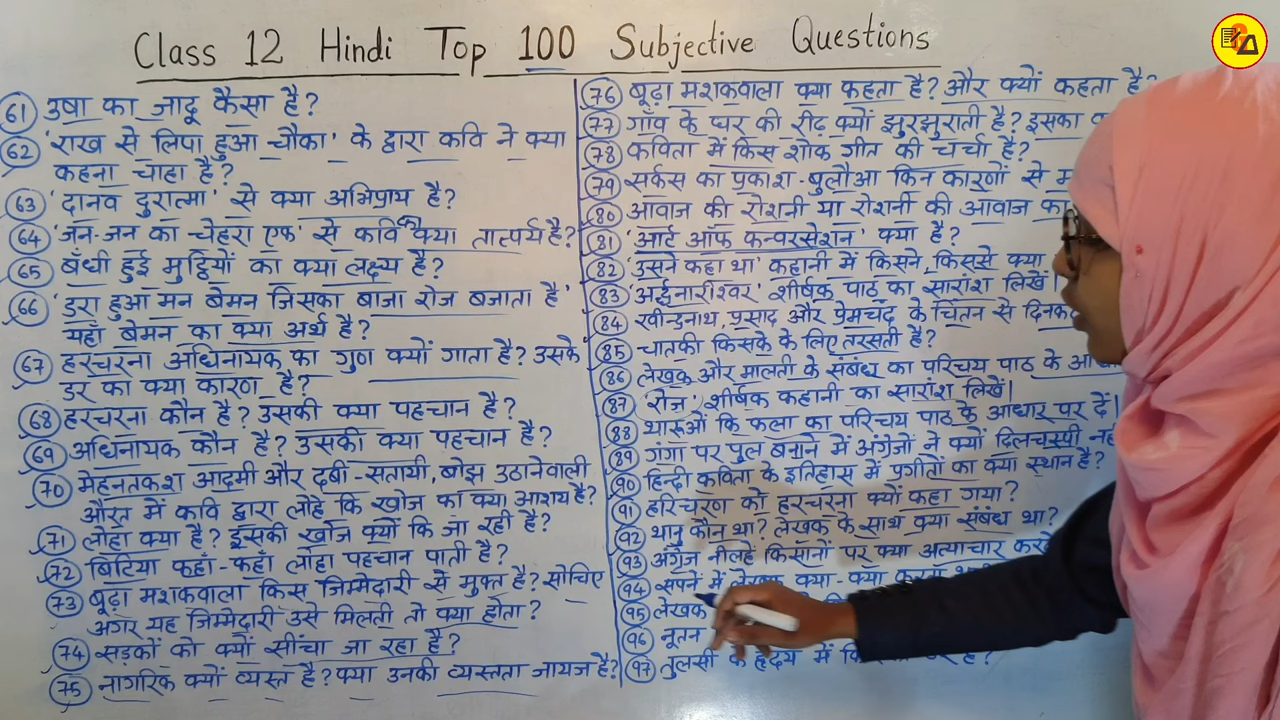 Class 12 Hindi Top 100 Subjective Questions
61 उषा का जादू कैसा है?
62 'राख से लिपा हुआ चौका' के द्वारा कवि ने क्या
कहना चाहा है?
63 'दानव दुरात्मा' से क्या अभिप्राय है?
64 'जन-जन का चेहरा एक' से कवि का क्या तात्पर्य है?
65 बँधी हुई मुट्ठियों का क्या लक्ष्य है?
66 'डरा हुआ मन बेमन जिसका बाजा रोज बजाता है'
यहाँ बेमन का क्या अर्थ है?
67 हरचरना अधिनायक का गुण क्यों गाता है? उसके
डर का क्या कारण है?
68 हरचरना कौन है? उसकी क्या पहचान है?
69 अधिनायक कौन है? उसकी क्या पहचान है?
70 मेहनतकश आदमी और दबी-सतायी, बोझ उठानेवाली
औरत में कवि द्वारा लोहे कि खोज का क्या आशय है?
71 लोहा क्या है? इसकी खोज क्यों कि जा रही है?
72 बिटिया कहाँ-कहाँ लोहा पहचान पाती है?
73 बूढ़ा मशकवाला किस जिम्मेदारी से मुक्त है? सोचिए
अगर यह जिम्मेदारी उसे मिलती तो क्या होता?
74 सड़कों को क्यों सींचा जा रहा है?
75 नागरिक क्यों व्यस्त है? क्या उनकी व्यस्तता जायज है?
76 बूढ़ा मशकवाला क्या कहता है? और क्यों कहता है?
77 गाँव के घर की रीढ़ क्यों झुरझुराती है? इसका
78 कविता में किस शोक गीत की चर्चा है?
79 सर्कस का प्रकाश-बुलौआ किन कारणों से
80 आवाज की रोशनी या रोशनी की आवाज का
81 'आर्ट ऑफ कन्वरसेशन' क्या है?
82 'उसने कहा था' कहानी में किसने, किससे क्या
83 'अर्द्धनारीश्वर' शीर्षक पाठ का सारांश लिखें।
84 रवीन्द्रनाथ, प्रसाद और प्रेमचंद के चिंतन से
85 चातकी किसके के लिए तरसती है?
86 लेखक और मालती के संबंध का परिचय पाठ के
87 'रोज' शीर्षक कहानी का सारांश लिखें।
88 थारूओं कि कला का परिचय पाठ के आधार पर दें।
89 गंगा पर पुल बनाने में अंग्रेजों ने क्यों दिलचस्पी
90 हिन्दी कविता के इतिहास में प्रगीतों का क्या स्थान है?
91 हरिचरण को हरचरना क्यों कहा गया?
92 थानु कौन था? लेखक के साथ क्या संबंध था?
93 अंग्रेज नीलहे किसानों पर क्या अत्याचार
94 सपने में क्या-क्या
95 लेखक
96 नूतन
97 तुलसी के हृदय में